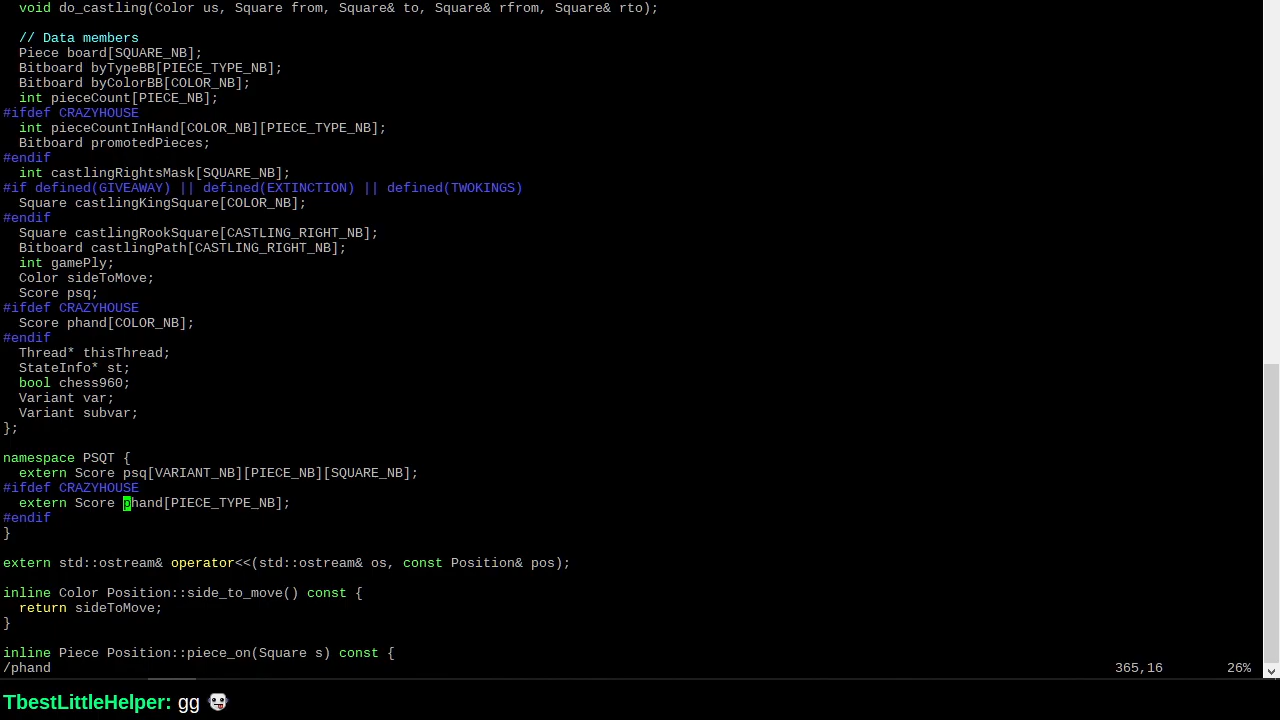 void do_castling(Color us, Square from, Square& to, Square& rfrom, Square& rto);

  // Data members
  Piece board[SQUARE_NB];
  Bitboard byTypeBB[PIECE_TYPE_NB];
  Bitboard byColorBB[COLOR_NB];
  int pieceCount[PIECE_NB];
#ifdef CRAZYHOUSE
  int pieceCountInHand[COLOR_NB][PIECE_TYPE_NB];
  Bitboard promotedPieces;
#endif
  int castlingRightsMask[SQUARE_NB];
#if defined(GIVEAWAY) || defined(EXTINCTION) || defined(TWOKINGS)
  Square castlingKingSquare[COLOR_NB];
#endif
  Square castlingRookSquare[CASTLING_RIGHT_NB];
  Bitboard castlingPath[CASTLING_RIGHT_NB];
  int gamePly;
  Color sideToMove;
  Score psq;
#ifdef CRAZYHOUSE
  Score phand[COLOR_NB];
#endif
  Thread* thisThread;
  StateInfo* st;
  bool chess960;
  Variant var;
  Variant subvar;
};

namespace PSQT {
  extern Score psq[VARIANT_NB][PIECE_NB][SQUARE_NB];
#ifdef CRAZYHOUSE
  extern Score phand[PIECE_TYPE_NB];
#endif
}

extern std::ostream& operator<<(std::ostream& os, const Position& pos);

inline Color Position::side_to_move() const {
  return sideToMove;
}

inline Piece Position::piece_on(Square s) const {
/phand 365,16 26%
TbestLittleHelper: gg